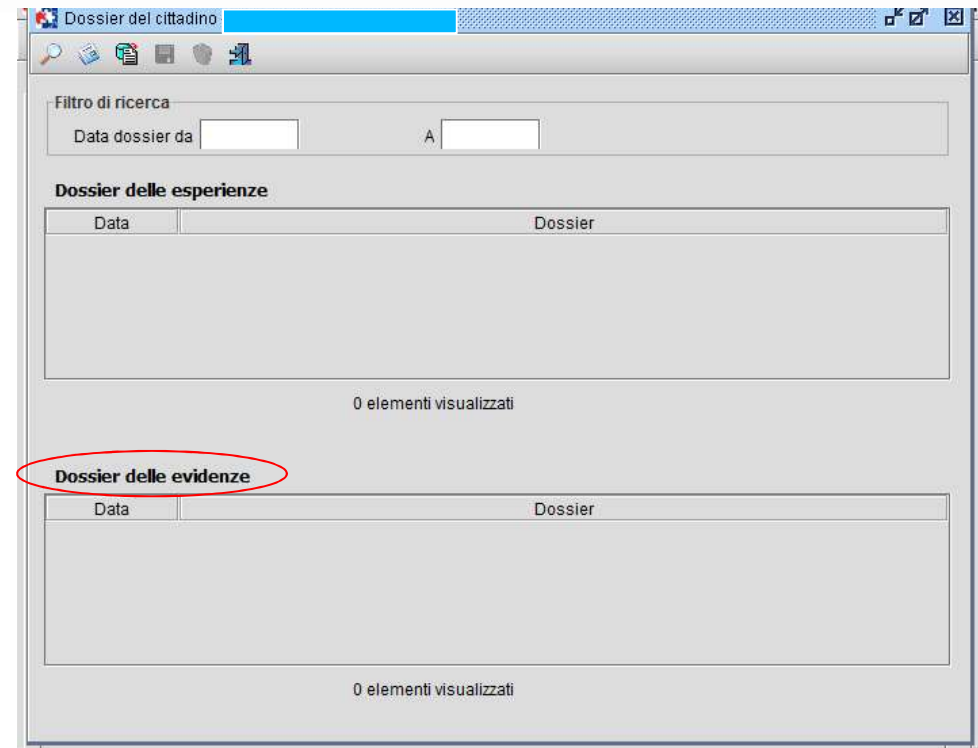 Dossier del cittadino
Filtro di ricerca
Data dossier da A
Dossier delle esperienze
Data Dossier
0 elementi visualizzati
Dossier delle evidenze
Data Dossier
0 elementi visualizzati